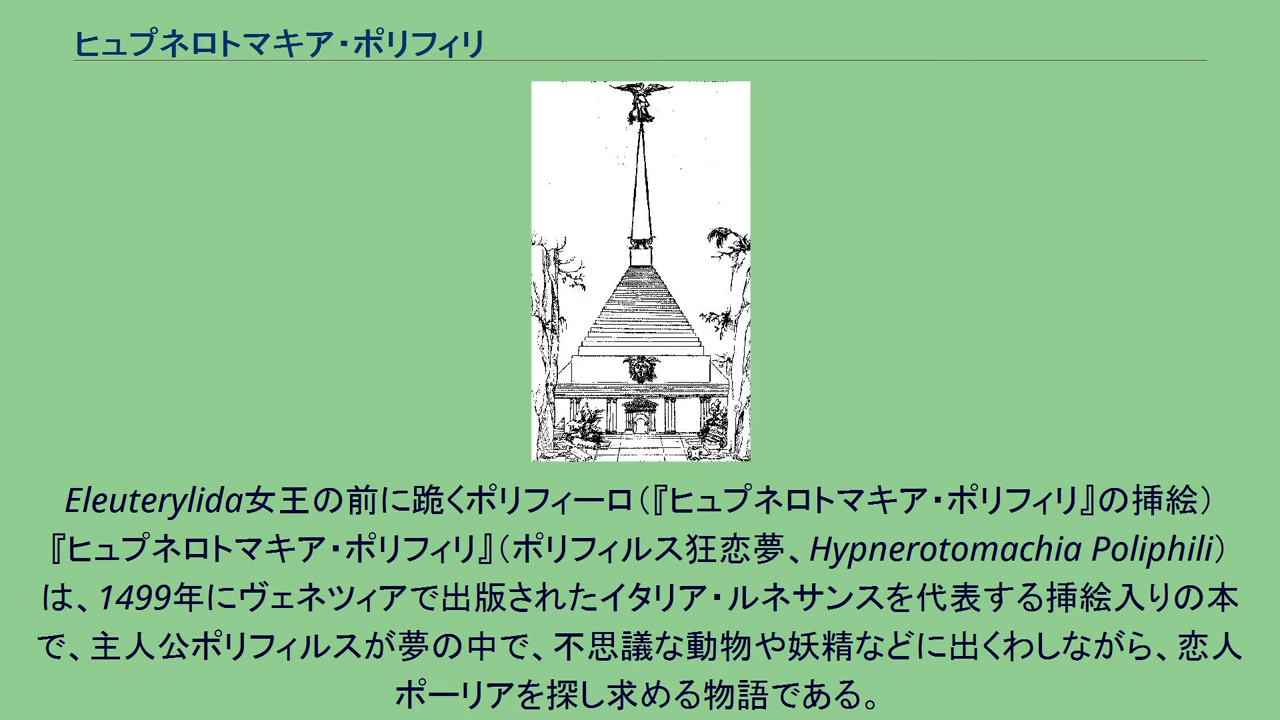 ヒュプネロトマキア・ポリフィリ
Eleuterylida女王の前に跪くポリフィーロ（『ヒュプネロトマキア・ポリフィリ』の挿絵）
『ヒュプネロトマキア・ポリフィリ』（ポリフィルス狂恋夢、Hypnerotomachia Poliphili）
は、1499年にヴェネツィアで出版されたイタリア・ルネサンスを代表する挿絵入りの本
で、主人公ポリフィルスが夢の中で、不思議な動物や妖精などに出くわしながら、恋人
ポーリアを探し求める物語である。